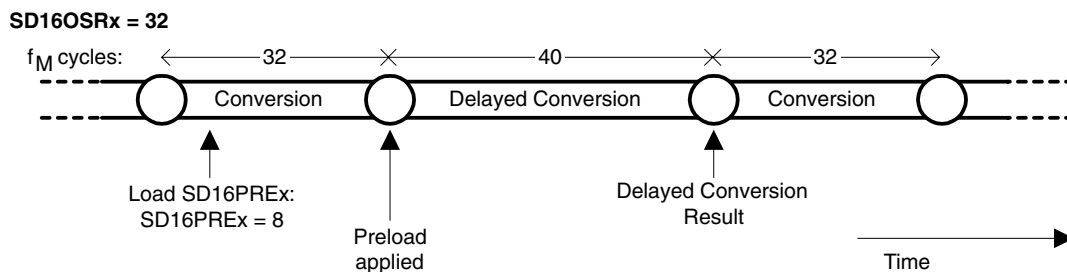 SD16OSRx = 32
fM cycles: 32 40 32
Conversion Delayed Conversion Conversion
Load SD16PREx:
SD16PREx = 8
Preload
applied
Delayed Conversion
Result
Time